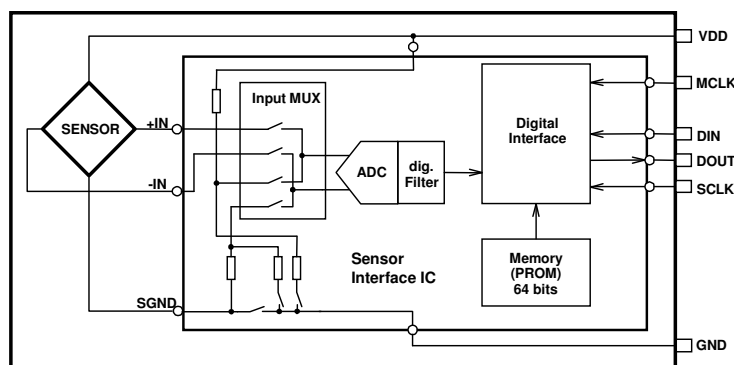 VDD
MCLK
Input MUX
+IN
SENSOR
Digital
Interface
DIN
DOUT
ADC
dig.
Filter
-IN
SCLK
Sensor
Interface IC
Memory
(PROM)
64 bits
SGND
GND